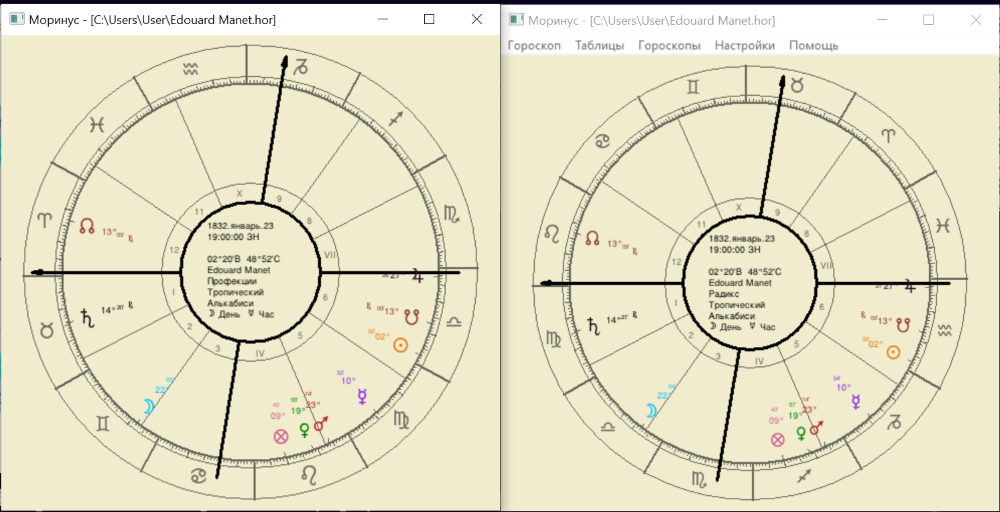 Моринус - [C:\Users\User\Edouard Manet.hor]
X
11
9
12
8
VII
I
2
3
IV
5
1832.январь.23
19:00:00 ЗН
02°20'В 48°52'С
Edouard Manet
Профекции
Тропический
Алькабиси
☽ День ☿ Час
13°
14°
22°
09°
19°
23°
10°
02°
13°
27°
Моринус - [C:\Users\User\Edouard Manet.hor]
Гороскоп Таблицы Гороскопы Настройки Помощь
X
11
9
12
8
VII
I
2
3
IV
5
1832.январь.23
19:00:00 ЗН
02°20'В 48°52'С
Edouard Manet
Радикс
Тропический
Алькабиси
☽ День ☿ Час
13°
14°
22°
09°
19°
23°
10°
02°
13°
27°